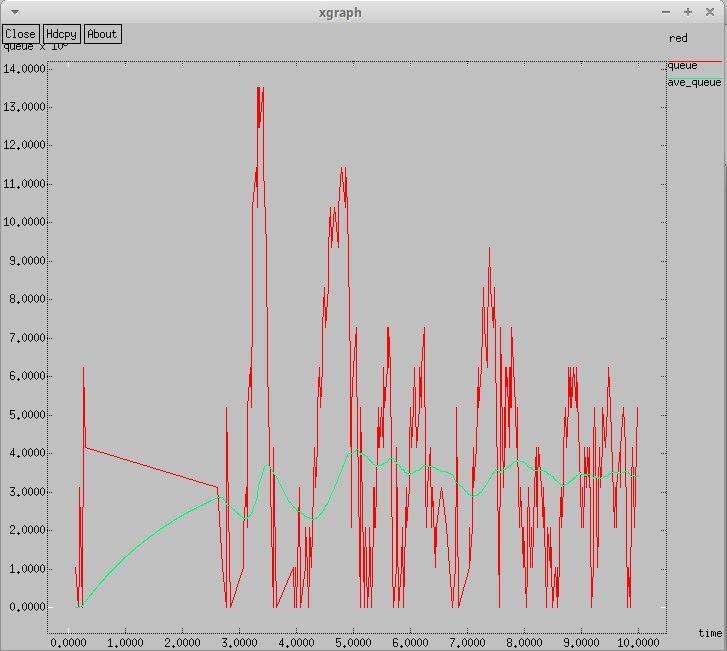 xgraph
Close Hdcpy About
queue x 10³
red
queue
ave_queue
14.0000
13.0000
12.0000
11.0000
10.0000
9.0000
8.0000
7.0000
6.0000
5.0000
4.0000
3.0000
2.0000
1.0000
0.0000
time
0.0000 1.0000 2.0000 3.0000 4.0000 5.0000 6.0000 7.0000 8.0000 9.0000 10.0000